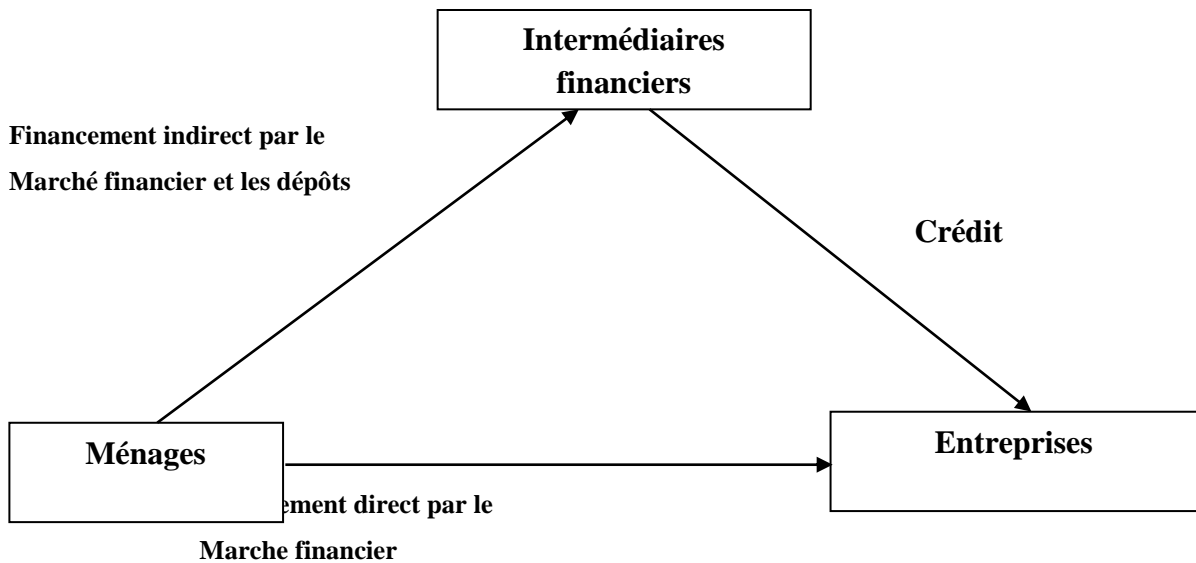 Intermédiaires
financiers
Financement indirect par le
Marché financier et les dépôts
Crédit
Ménages
Entreprises
ement direct par le
Marche financier